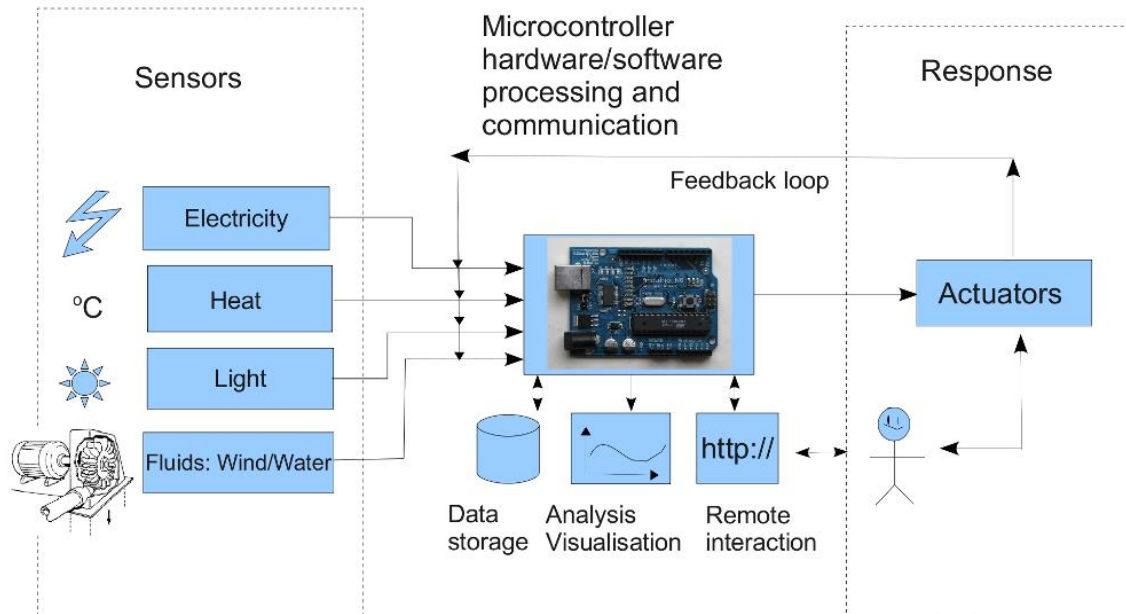 Sensors
Microcontroller
hardware/software
processing and
communication
Response
Feedback loop
Electricity
°C
Heat
Light
Fluids: Wind/Water
Actuators
http://
Data
storage
Analysis
Visualisation
Remote
interaction